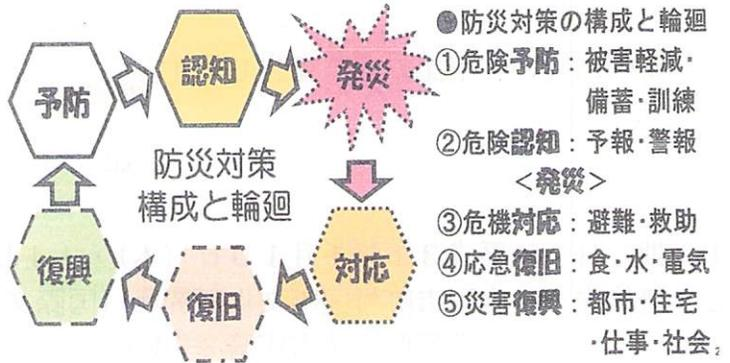 予防
認知
発災
防災対策
構成と輪廻
復興
復旧
対応
●防災対策の構成と輪廻
①危険予防：被害軽減・
備蓄・訓練
②危険認知：予報・警報
＜発災＞
③危機対応：避難・救助
④応急復旧：食・水・電気
⑤災害復興：都市・住宅
・仕事・社会
2